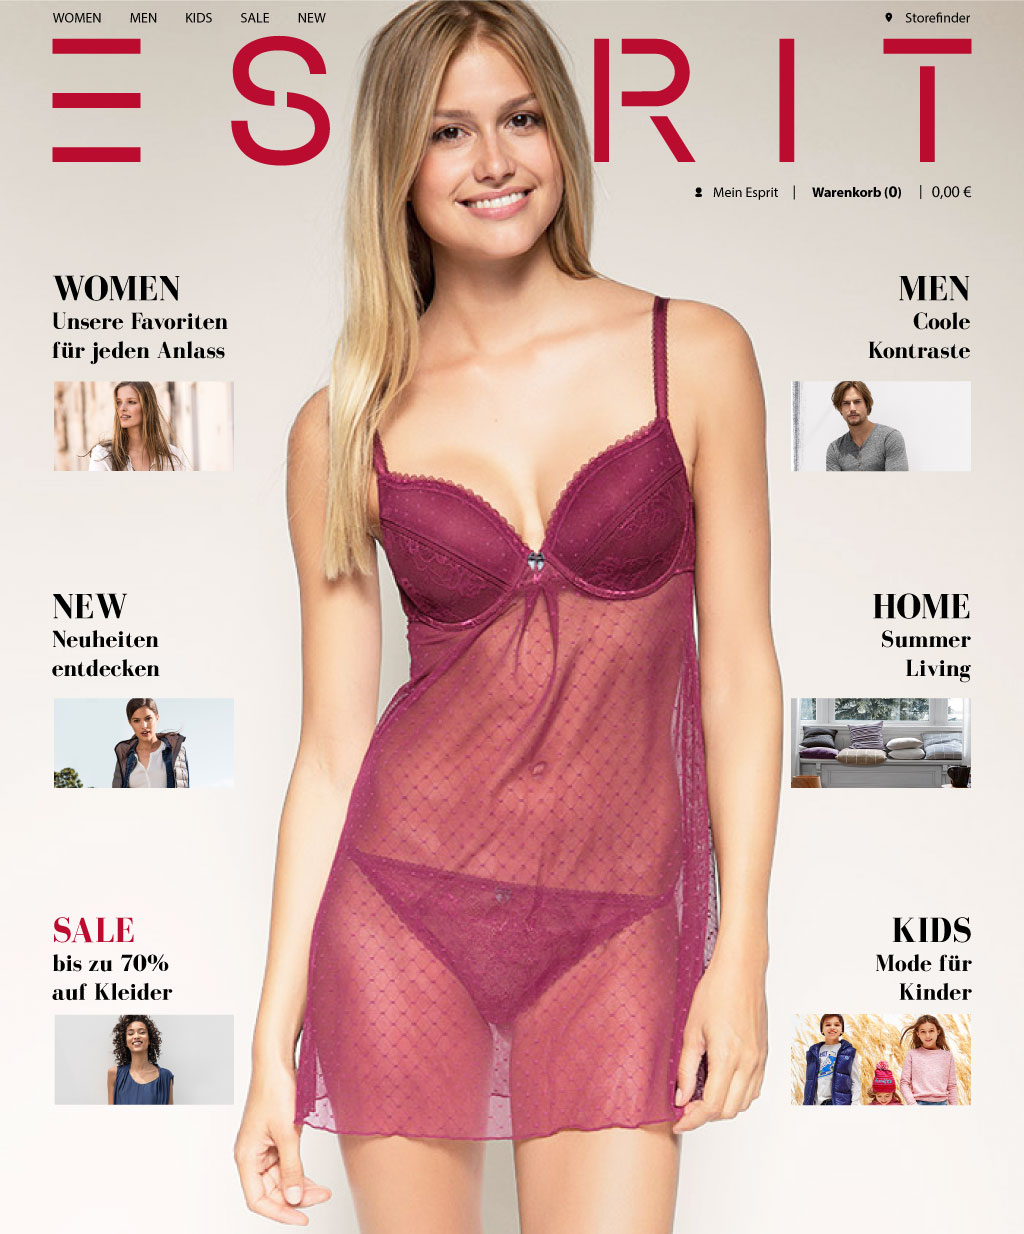 WOMEN MEN KIDS SALE NEW Storefinder
ESPRIT
Mein Esprit | Warenkorb (0) | 0,00 €
WOMEN
Unsere Favoriten
für jeden Anlass
MEN
Coole
Kontraste
NEW
Neuheiten
entdecken
HOME
Summer
Living
SALE
bis zu 70%
auf Kleider
KIDS
Mode für
Kinder